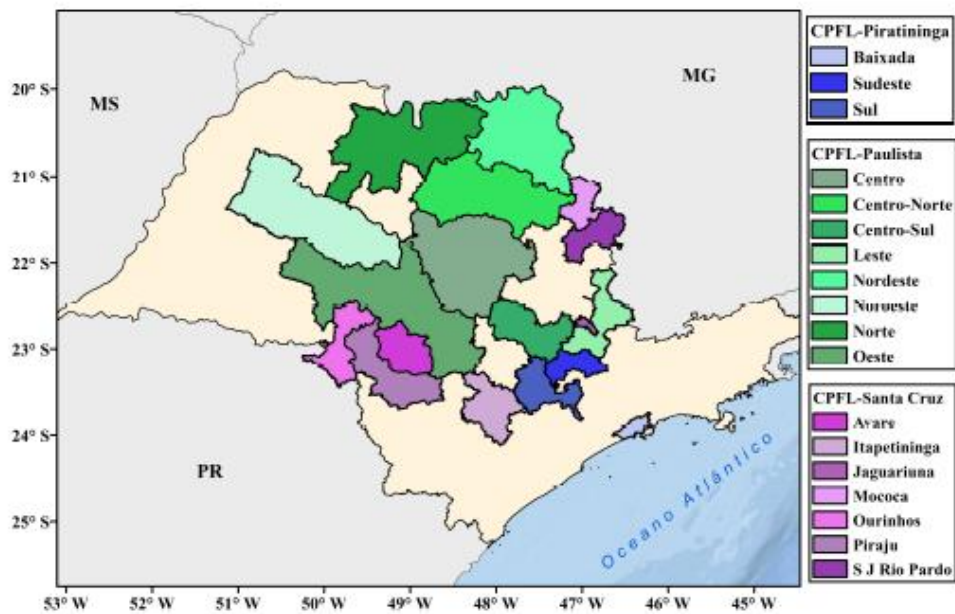 CPFL-Piratininga
Baixada
Sudeste
Sul
CPFL-Paulista
Centro
Centro-Norte
Centro-Sul
Leste
Nordeste
Noroeste
Norte
Oeste
CPFL-Santa Cruz
Avare
Itapetininga
Jaguariuna
Mococa
Ourinhos
Piraju
S J Rio Pardo
MS
MG
PR
Oceano Atlântico
20° S
21° S
22° S
23° S
24° S
25° S
53° W
52° W
51° W
50° W
49° W
48° W
47° W
46° W
45° W